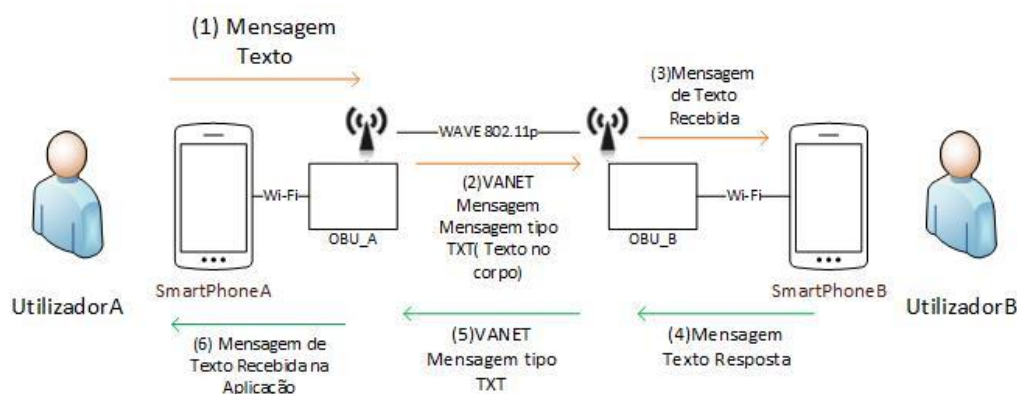 (1) Mensagem
Texto
(3)Mensagem
de Texto
Recebida
WAVE 802.11p
Wi-Fi
(2)VANET
Mensagem
Mensagem tipo
TXT( Texto no
corpo)
Wi-Fi
OBU_A
OBU_B
SmartPhoneA
SmartPhoneB
UtilizadorA
UtilizadorB
(6) Mensagem de
Texto Recebida na
Aplicação
(5)VANET
Mensagem tipo
TXT
(4)Mensagem
Texto Resposta